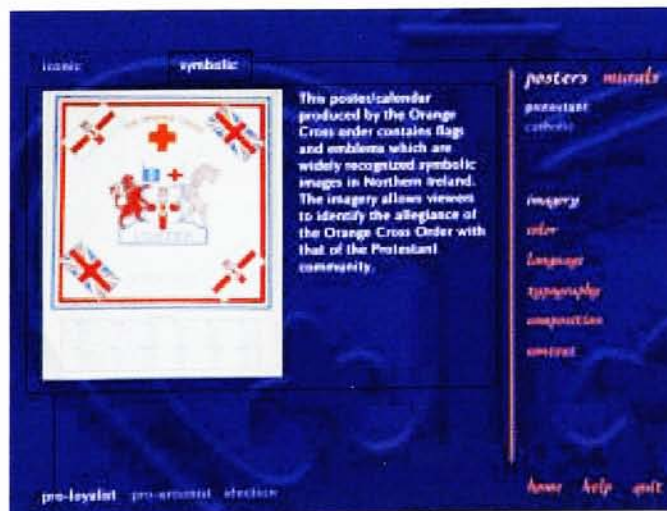 iconic symbolic
This poster/calendar
produced by the Orange
Cross order contains flags
and emblems which are
widely recognized symbolic
images in Northern Ireland.
The imagery allows viewers
to identify the allegiance of
the Orange Cross Order with
that of the Protestant
community.
posters murals
protestant
catholic
imagery
color
language
typography
composition
context
pro-loyalist pro-unionist election
home help quit